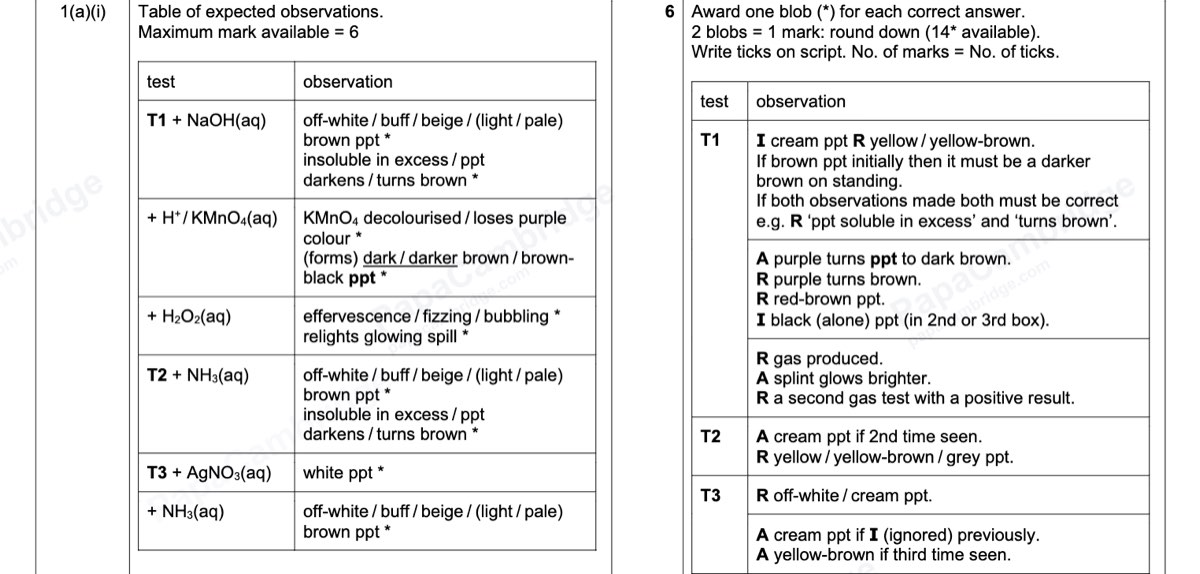 1(a)(i)
Table of expected observations.
Maximum mark available = 6
test
observation
T1 + NaOH(aq)
off-white / buff / beige / (light / pale)
brown ppt *
insoluble in excess / ppt
darkens / turns brown *
+ H⁺/ KMnO₄(aq)
KMnO₄ decolourised / loses purple
colour *
(forms) dark / darker brown / brown-
black ppt *
+ H₂O₂(aq)
effervescence / fizzing / bubbling *
relights glowing spill *
T2 + NH₃(aq)
off-white / buff / beige / (light / pale)
brown ppt *
insoluble in excess / ppt
darkens / turns brown *
T3 + AgNO₃(aq)
white ppt *
+ NH₃(aq)
off-white / buff / beige / (light / pale)
brown ppt *
6
Award one blob (*) for each correct answer.
2 blobs = 1 mark: round down (14* available).
Write ticks on script. No. of marks = No. of ticks.
test
observation
T1
I cream ppt R yellow / yellow-brown.
If brown ppt initially then it must be a darker
brown on standing.
If both observations made both must be correct
e.g. R ‘ppt soluble in excess’ and ‘turns brown’.
A purple turns ppt to dark brown.
R purple turns brown.
R red-brown ppt.
I black (alone) ppt (in 2nd or 3rd box).
R gas produced.
A splint glows brighter.
R a second gas test with a positive result.
T2
A cream ppt if 2nd time seen.
R yellow / yellow-brown / grey ppt.
T3
R off-white / cream ppt.
A cream ppt if I (ignored) previously.
A yellow-brown if third time seen.
PapaCambridge